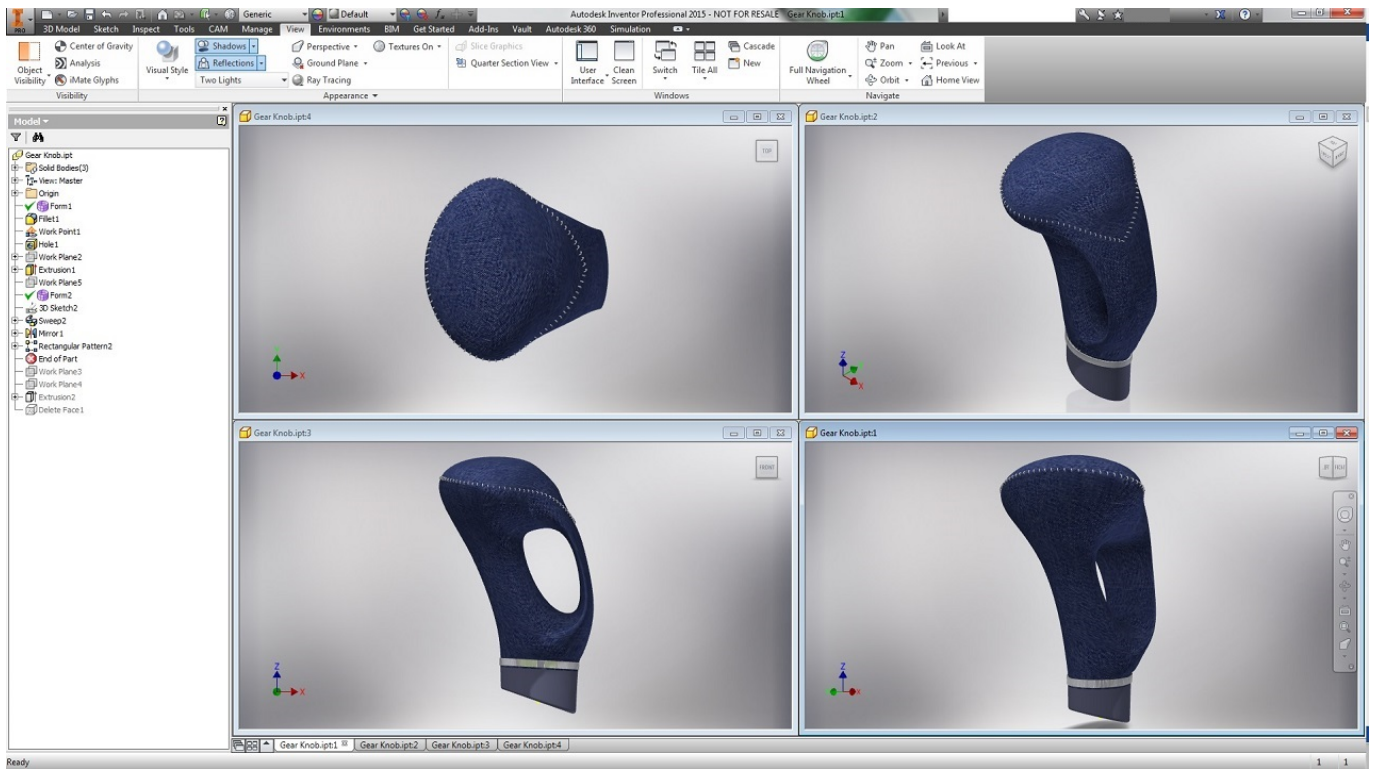 Generic Default Autodesk Inventor Professional 2015 - NOT FOR RESALE Gear Knob.ipt:1
PRO 3D Model Sketch Inspect Tools CAM Manage View Environments BIM Get Started Add-Ins Vault Autodesk 360 Simulation
Object Visibility
Center of Gravity
Analysis
iMate Glyphs
Visibility
Visual Style
Shadows
Reflections
Two Lights
Perspective
Ground Plane
Ray Tracing
Textures On
Slice Graphics
Quarter Section View
Appearance
User Interface
Clean Screen
Switch
Tile All
Cascade
New
Windows
Full Navigation Wheel
Pan
Zoom
Orbit
Look At
Previous
Home View
Navigate
Model
Gear Knob.ipt
Solid Bodies(3)
View: Master
Origin
Form1
Fillet1
Work Point1
Hole1
Work Plane2
Extrusion1
Work Plane5
Form2
3D Sketch2
Sweep2
Mirror1
Rectangular Pattern2
End of Part
Work Plane3
Work Plane4
Extrusion2
Delete Face1
Gear Knob.ipt:4
TOP
X
Gear Knob.ipt:2
Z
X
Gear Knob.ipt:3
FRONT
Z
X
Gear Knob.ipt:1
Z
Gear Knob.ipt:1 Gear Knob.ipt:2 Gear Knob.ipt:3 Gear Knob.ipt:4
Ready 1 1